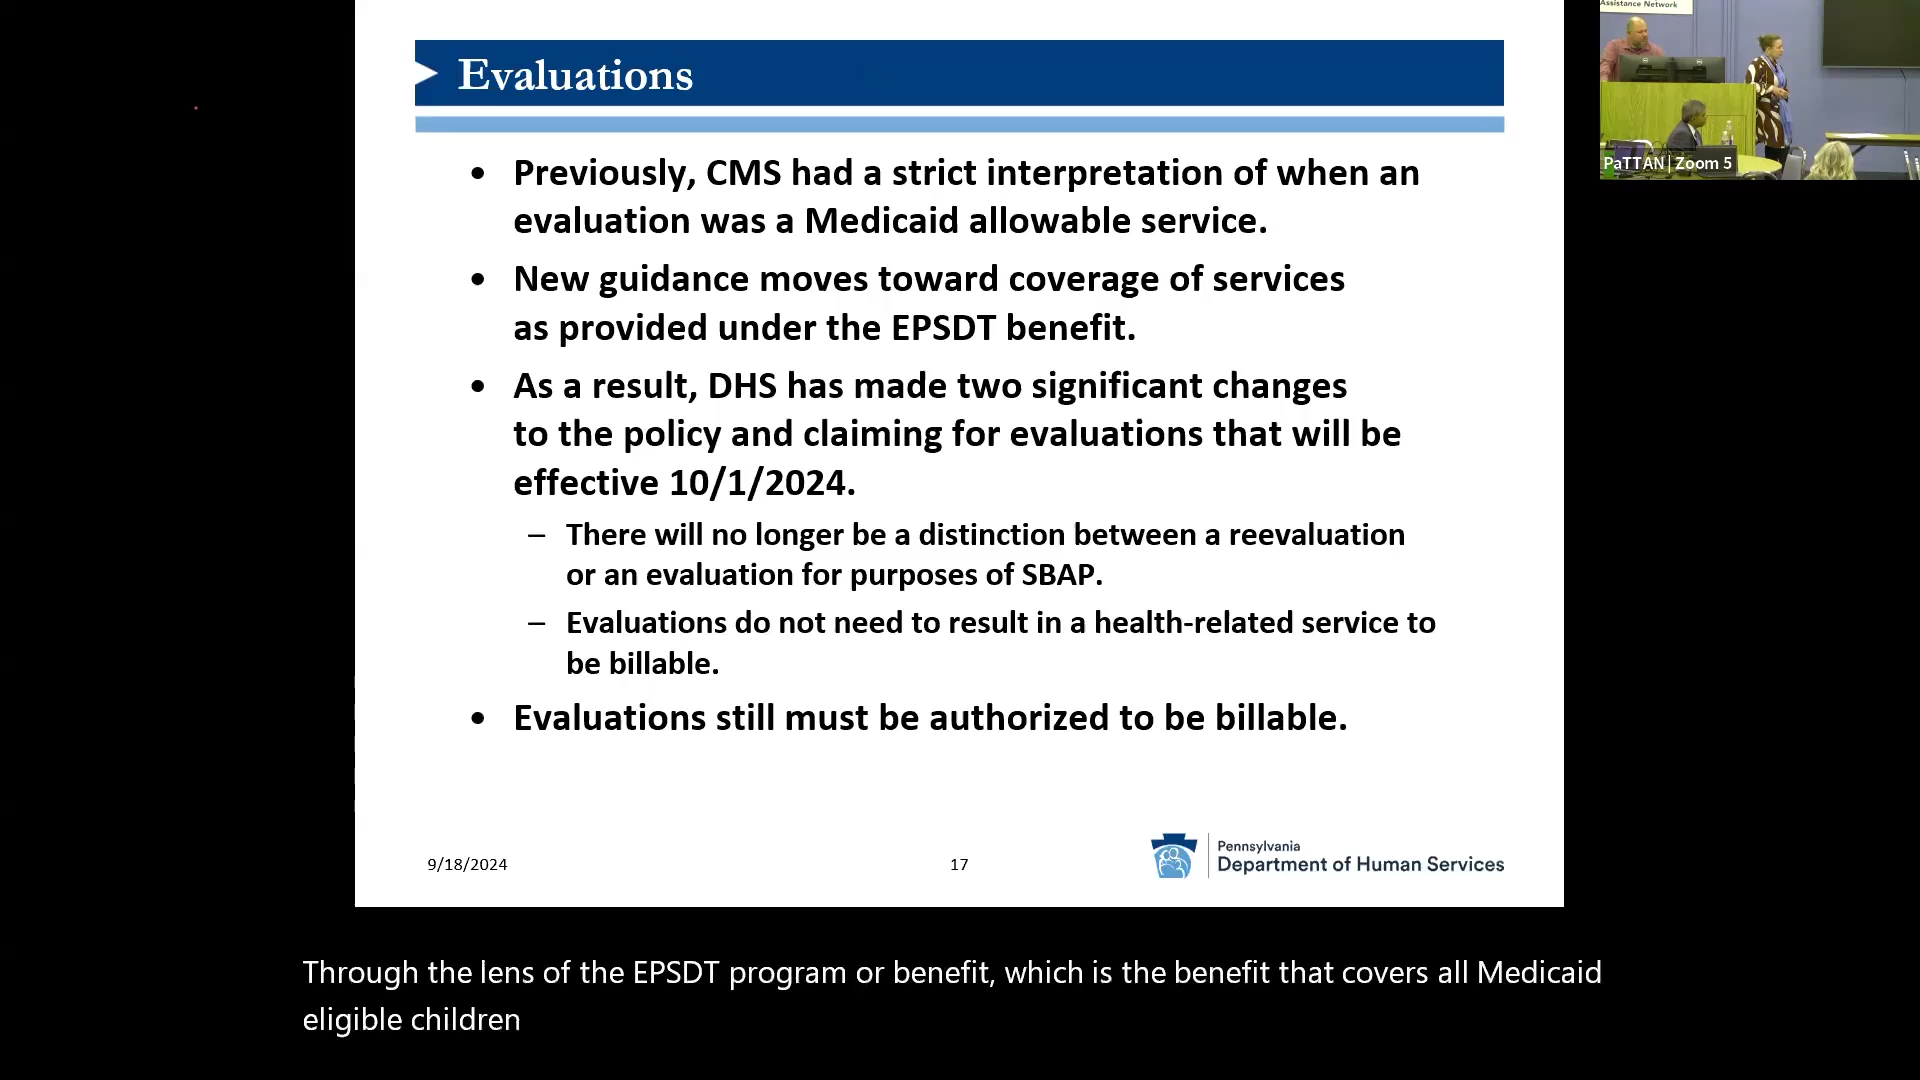 Assistance Network
PaTTAN | Zoom 5
Evaluations
• Previously, CMS had a strict interpretation of when an
evaluation was a Medicaid allowable service.
• New guidance moves toward coverage of services
as provided under the EPSDT benefit.
• As a result, DHS has made two significant changes
to the policy and claiming for evaluations that will be
effective 10/1/2024.
– There will no longer be a distinction between a reevaluation
or an evaluation for purposes of SBAP.
– Evaluations do not need to result in a health-related service to
be billable.
• Evaluations still must be authorized to be billable.
9/18/2024
17
Pennsylvania
Department of Human Services
Through the lens of the EPSDT program or benefit, which is the benefit that covers all Medicaid
eligible children